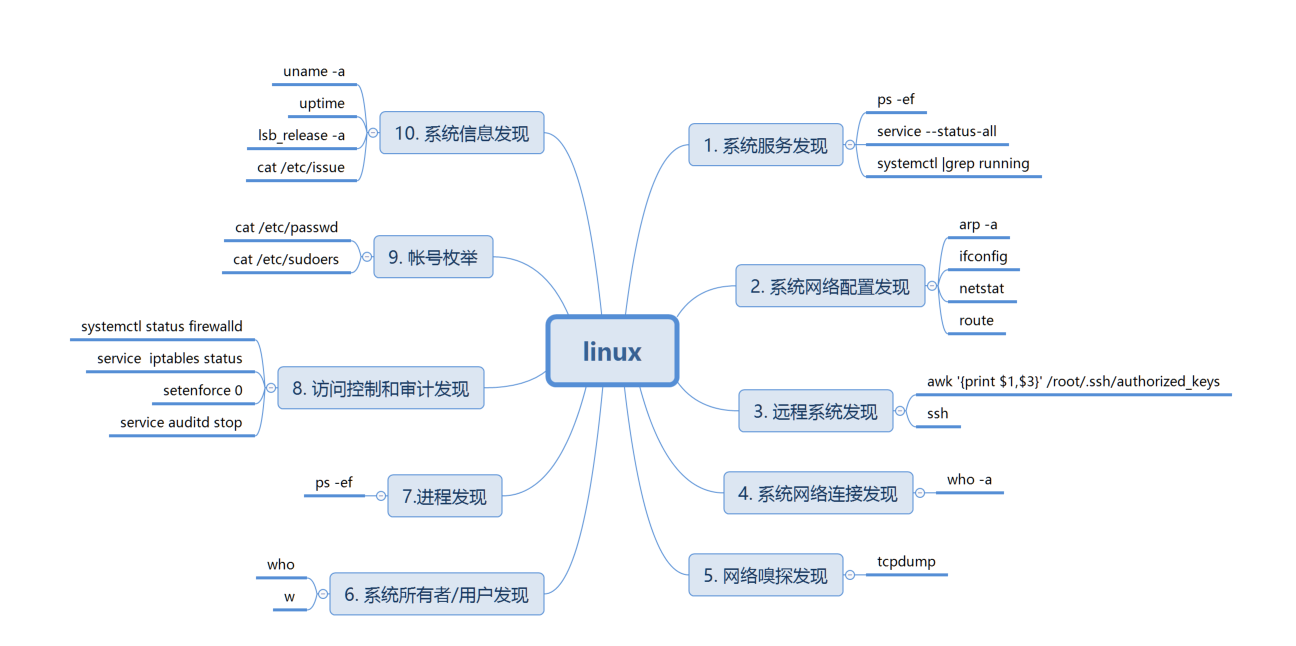 linux
1. 系统服务发现
ps -ef
service --status-all
systemctl |grep running
2. 系统网络配置发现
arp -a
ifconfig
netstat
route
3. 远程系统发现
awk '{print $1,$3}' /root/.ssh/authorized_keys
ssh
4. 系统网络连接发现
who -a
5. 网络嗅探发现
tcpdump
6. 系统所有者/用户发现
who
w
7.进程发现
ps -ef
8. 访问控制和审计发现
systemctl status firewalld
service  iptables status
setenforce 0
service auditd stop
9. 帐号枚举
cat /etc/passwd
cat /etc/sudoers
10. 系统信息发现
uname -a
uptime
lsb_release -a
cat /etc/issue